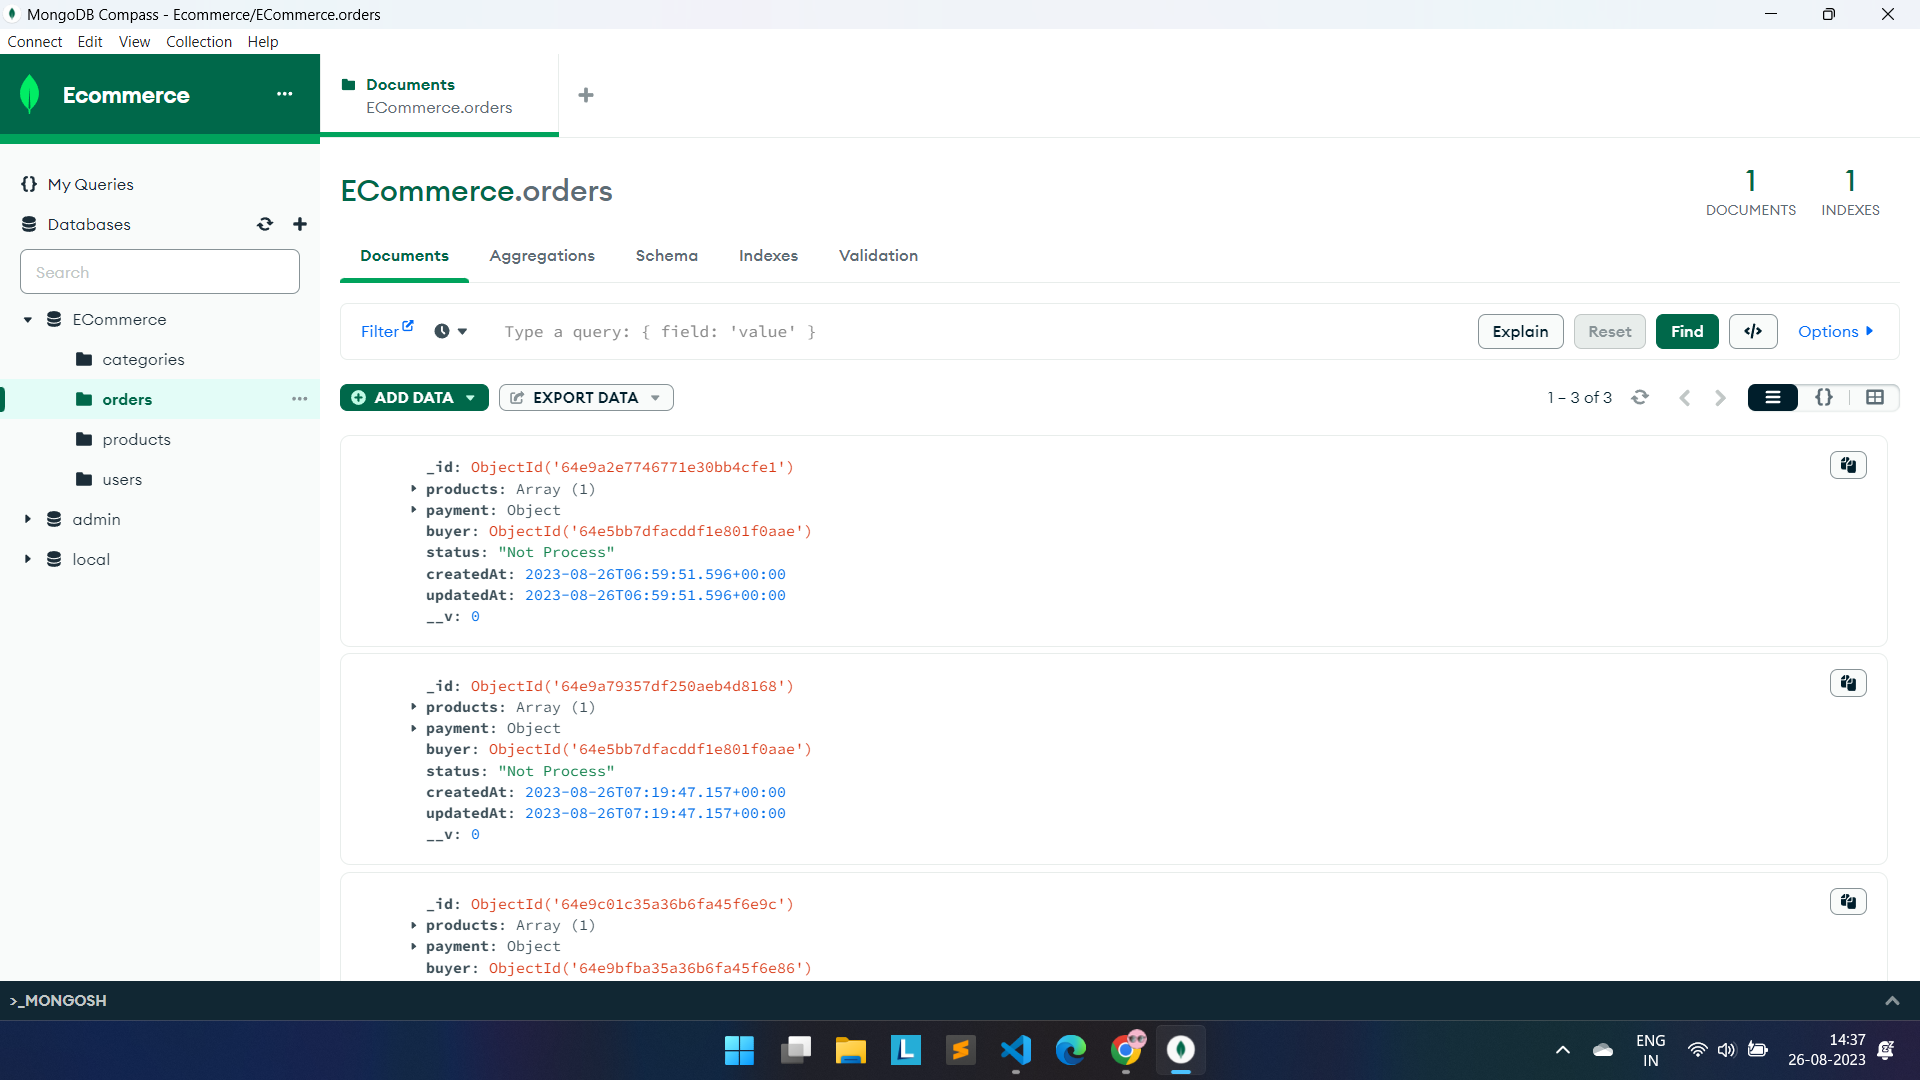 MongoDB Compass - Ecommerce/ECommerce.orders
Connect Edit View Collection Help
Ecommerce
Documents
ECommerce.orders
My Queries
Databases
Search
ECommerce
categories
orders
products
users
admin
local
ECommerce.orders
1
DOCUMENTS
1
INDEXES
Documents Aggregations Schema Indexes Validation
Filter Type a query: { field: 'value' } Explain Reset Find </> Options
ADD DATA EXPORT DATA 1 – 3 of 3 {}
_id: ObjectId('64e9a2e7746771e30bb4cfe1')
products: Array (1)
payment: Object
buyer: ObjectId('64e5bb7dfacddf1e801f0aae')
status: "Not Process"
createdAt: 2023-08-26T06:59:51.596+00:00
updatedAt: 2023-08-26T06:59:51.596+00:00
__v: 0
_id: ObjectId('64e9a79357df250aeb4d8168')
products: Array (1)
payment: Object
buyer: ObjectId('64e5bb7dfacddf1e801f0aae')
status: "Not Process"
createdAt: 2023-08-26T07:19:47.157+00:00
updatedAt: 2023-08-26T07:19:47.157+00:00
__v: 0
_id: ObjectId('64e9c01c35a36b6fa45f6e9c')
products: Array (1)
payment: Object
buyer: ObjectId('64e9bfba35a36b6fa45f6e86')
>_MONGOSH
L
ENG
IN
14:37
26-08-2023